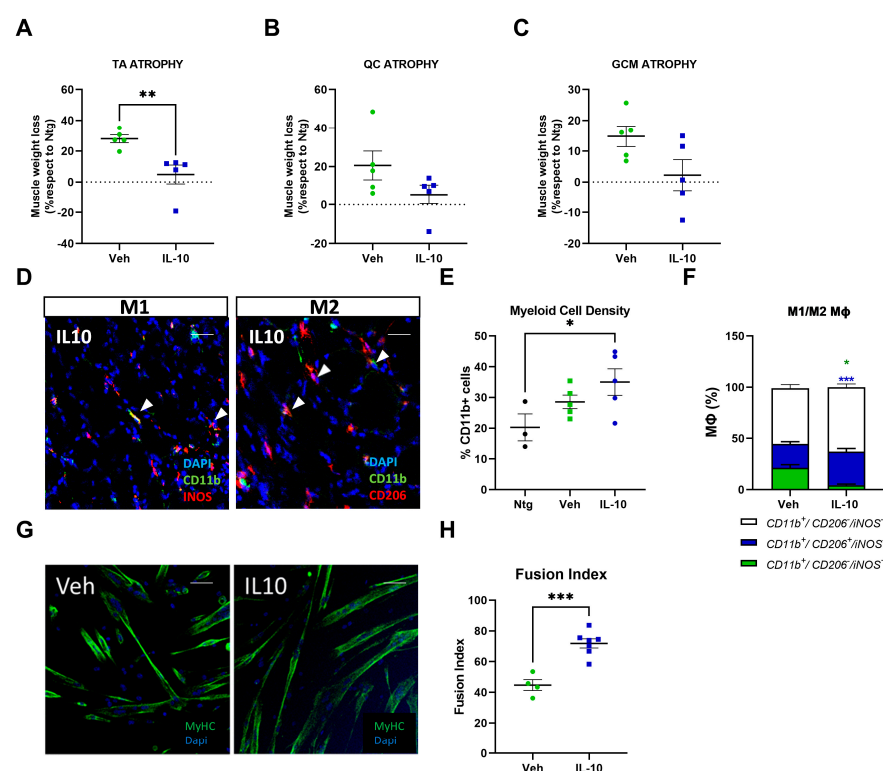 A
B
C
TA ATROPHY
QC ATROPHY
GCM ATROPHY
Muscle weight loss
(%respect to Ntg)
60
40
20
0
-20
-40
**
Veh
IL-10
Muscle weight loss
(%respect to Ntg)
60
40
20
0
-20
Veh
IL-10
Muscle weight loss
(%respect to Ntg)
30
20
10
0
-10
-20
Veh
IL-10
D
E
F
M1
M2
IL10
IL10
DAPI
CD11b
INOS
DAPI
CD11b
CD206
Myeloid Cell Density
*
% CD11b+ cells
50
40
30
20
10
0
Ntg
Veh
IL-10
M1/M2 Mϕ
*
***
MΦ (%)
150
100
50
0
Veh
IL-10
CD11b+/ CD206-/iNOS-
CD11b+/ CD206+/iNOS-
CD11b+/ CD206-/iNOS
G
H
Veh
IL10
MyHC
Dapi
MyHC
Dapi
Fusion Index
***
Fusion Index
100
80
60
40
20
0
Veh
IL-10